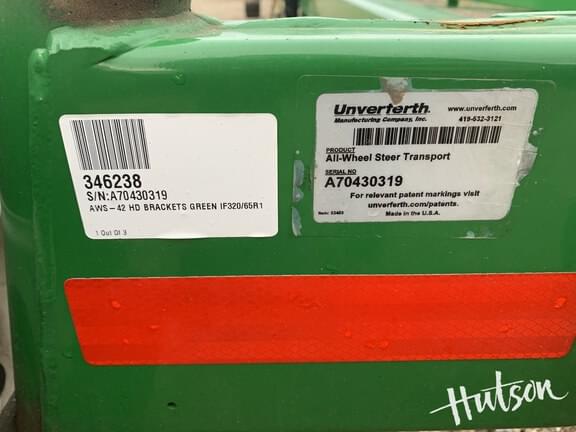 346238
S/N:A70430319
AWS-42 HD BRACKETS GREEN IF320/65R1
1 Out Of 3
Unverferth
Manufacturing Company, Inc.
www.unverferth.com
419-532-3121
PRODUCT
All-Wheel Steer Transport
SERIAL NO
A70430319
For relevant patent markings visit
unverferth.com/patents.
Made in the U.S.A.
Hutson